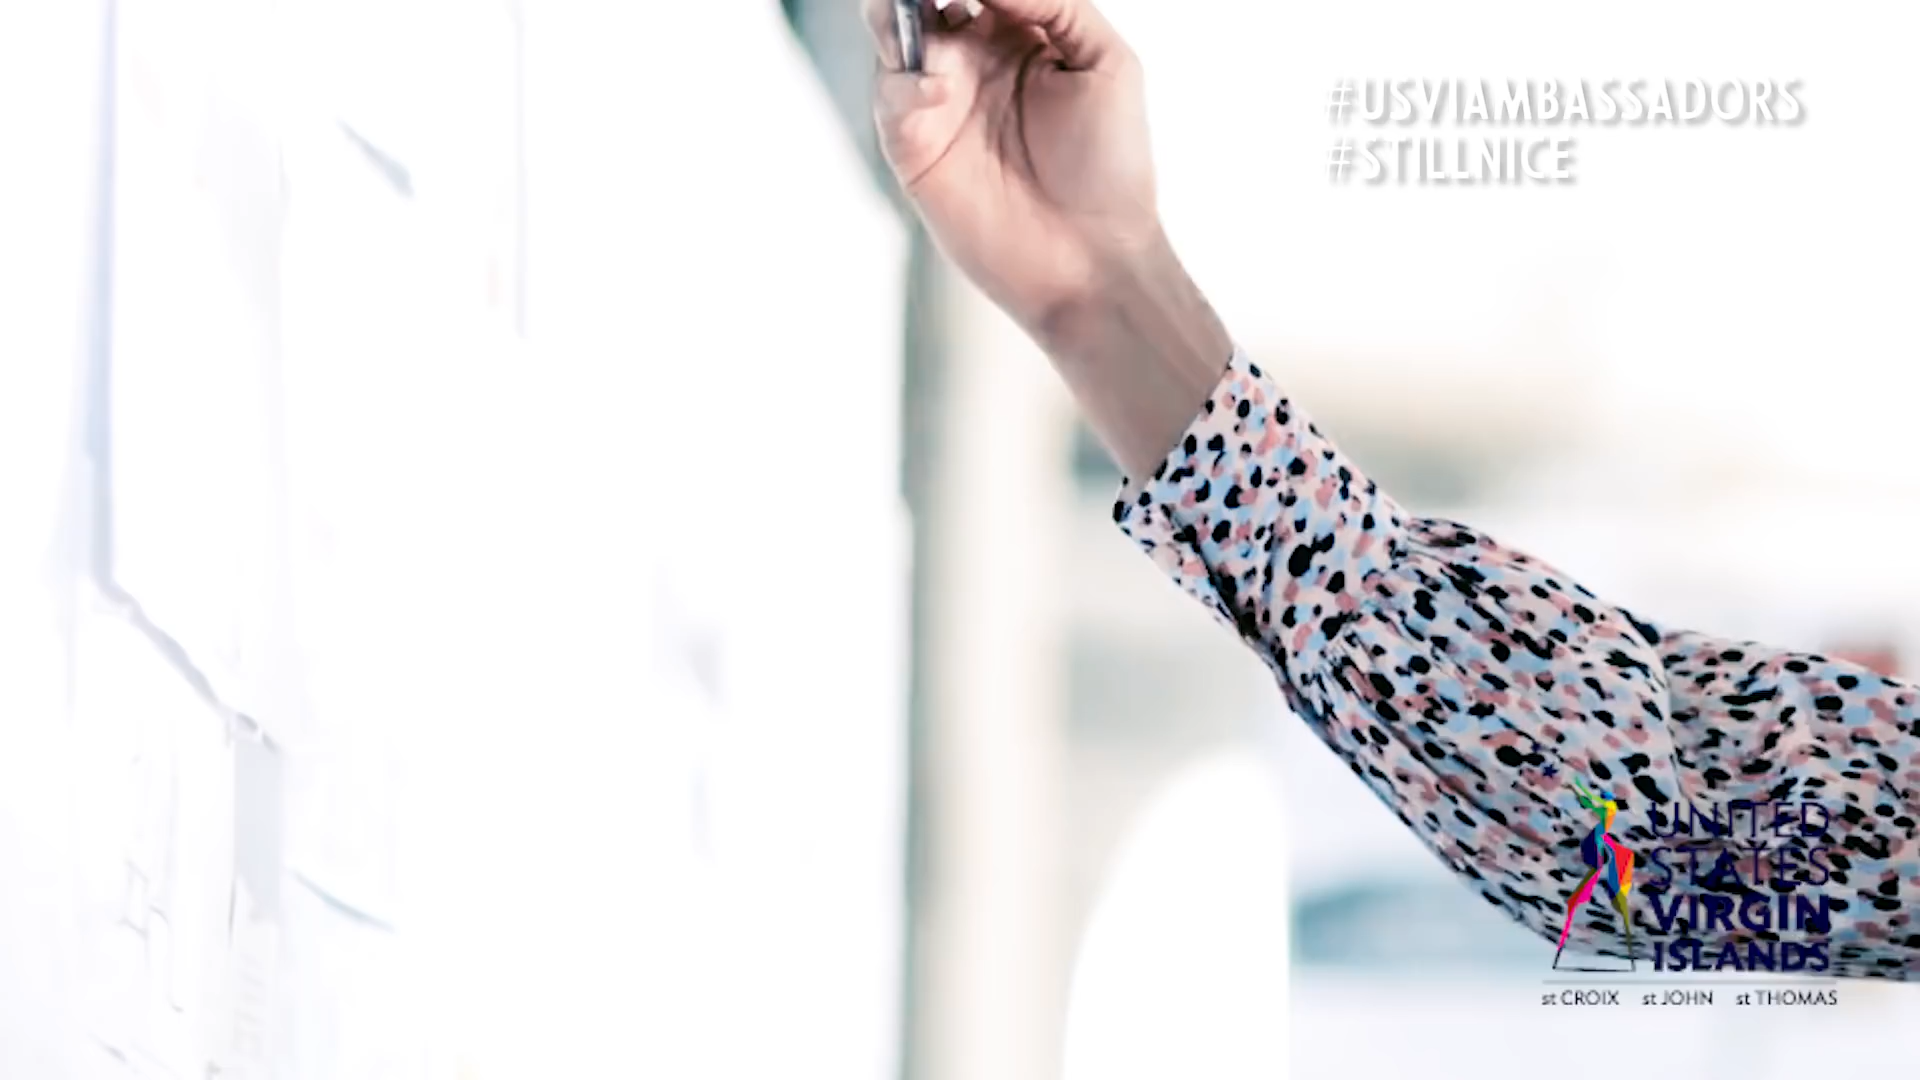 #USVIAMBASSADORS
#STILLNICE
UNITED
STATES
VIRGIN
ISLANDS
st CROIX st JOHN st THOMAS